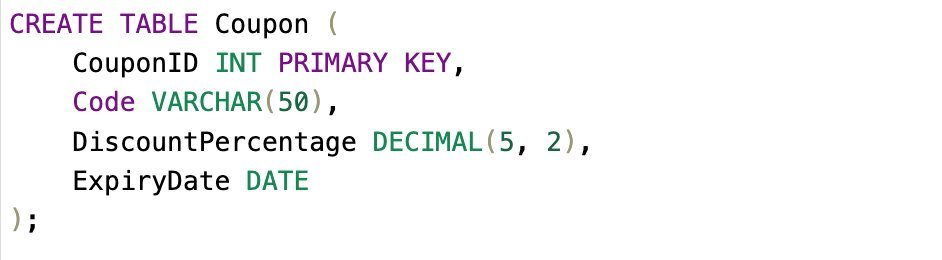 CREATE TABLE Coupon (
    CouponID INT PRIMARY KEY,
    Code VARCHAR(50),
    DiscountPercentage DECIMAL(5, 2),
    ExpiryDate DATE
);